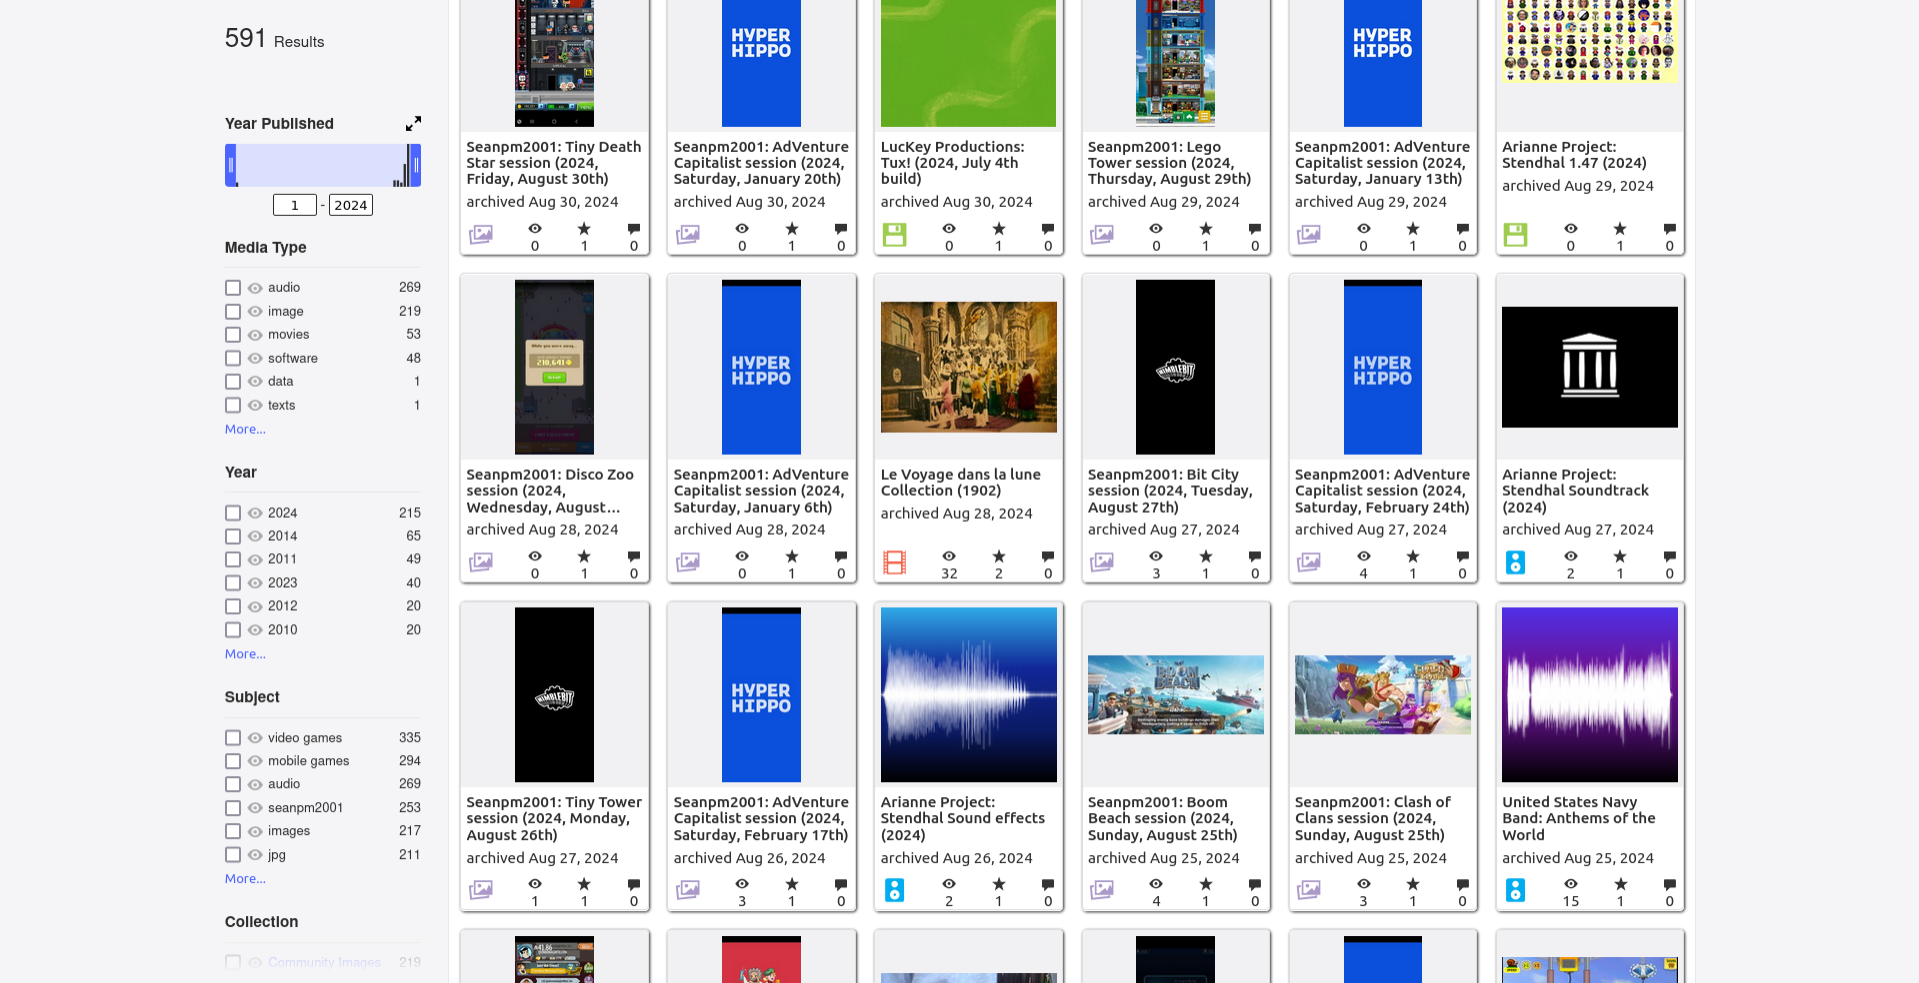 591 Results
Year Published
1 - 2024
Media Type
audio 269
image 219
movies 53
software 48
data 1
texts 1
More...
Year
2024 215
2014 65
2011 49
2023 40
2012 20
2010 20
More...
Subject
video games 335
mobile games 294
audio 269
seanpm2001 253
images 217
jpg 211
More...
Collection
Community Images 219
Seanpm2001: Tiny Death
Star session (2024,
Friday, August 30th)
archived Aug 30, 2024
0 1 0
HYPER
HIPPO
Seanpm2001: AdVenture
Capitalist session (2024,
Saturday, January 20th)
archived Aug 30, 2024
0 1 0
LucKey Productions:
Tux! (2024, July 4th
build)
archived Aug 30, 2024
0 1 0
Seanpm2001: Lego
Tower session (2024,
Thursday, August 29th)
archived Aug 29, 2024
0 1 0
HYPER
HIPPO
Seanpm2001: AdVenture
Capitalist session (2024,
Saturday, January 13th)
archived Aug 29, 2024
0 1 0
Arianne Project:
Stendhal 1.47 (2024)
archived Aug 29, 2024
0 1 0
While you were away...
210,641
Seanpm2001: Disco Zoo
session (2024,
Wednesday, August...
archived Aug 28, 2024
0 1 0
HYPER
HIPPO
Seanpm2001: AdVenture
Capitalist session (2024,
Saturday, January 6th)
archived Aug 28, 2024
0 1 0
Le Voyage dans la lune
Collection (1902)
archived Aug 28, 2024
32 2 0
NIMBLEBIT
Seanpm2001: Bit City
session (2024, Tuesday,
August 27th)
archived Aug 27, 2024
3 1 0
HYPER
HIPPO
Seanpm2001: AdVenture
Capitalist session (2024,
Saturday, February 24th)
archived Aug 27, 2024
4 1 0
Arianne Project:
Stendhal Soundtrack
(2024)
archived Aug 27, 2024
2 1 0
NIMBLEBIT
Seanpm2001: Tiny Tower
session (2024, Monday,
August 26th)
archived Aug 27, 2024
1 1 0
HYPER
HIPPO
Seanpm2001: AdVenture
Capitalist session (2024,
Saturday, February 17th)
archived Aug 26, 2024
3 1 0
Arianne Project:
Stendhal Sound effects
(2024)
archived Aug 26, 2024
2 1 0
BOOM
BEACH
Seanpm2001: Boom
Beach session (2024,
Sunday, August 25th)
archived Aug 25, 2024
4 1 0
Seanpm2001: Clash of
Clans session (2024,
Sunday, August 25th)
archived Aug 25, 2024
3 1 0
United States Navy
Band: Anthems of the
World
archived Aug 25, 2024
15 1 0